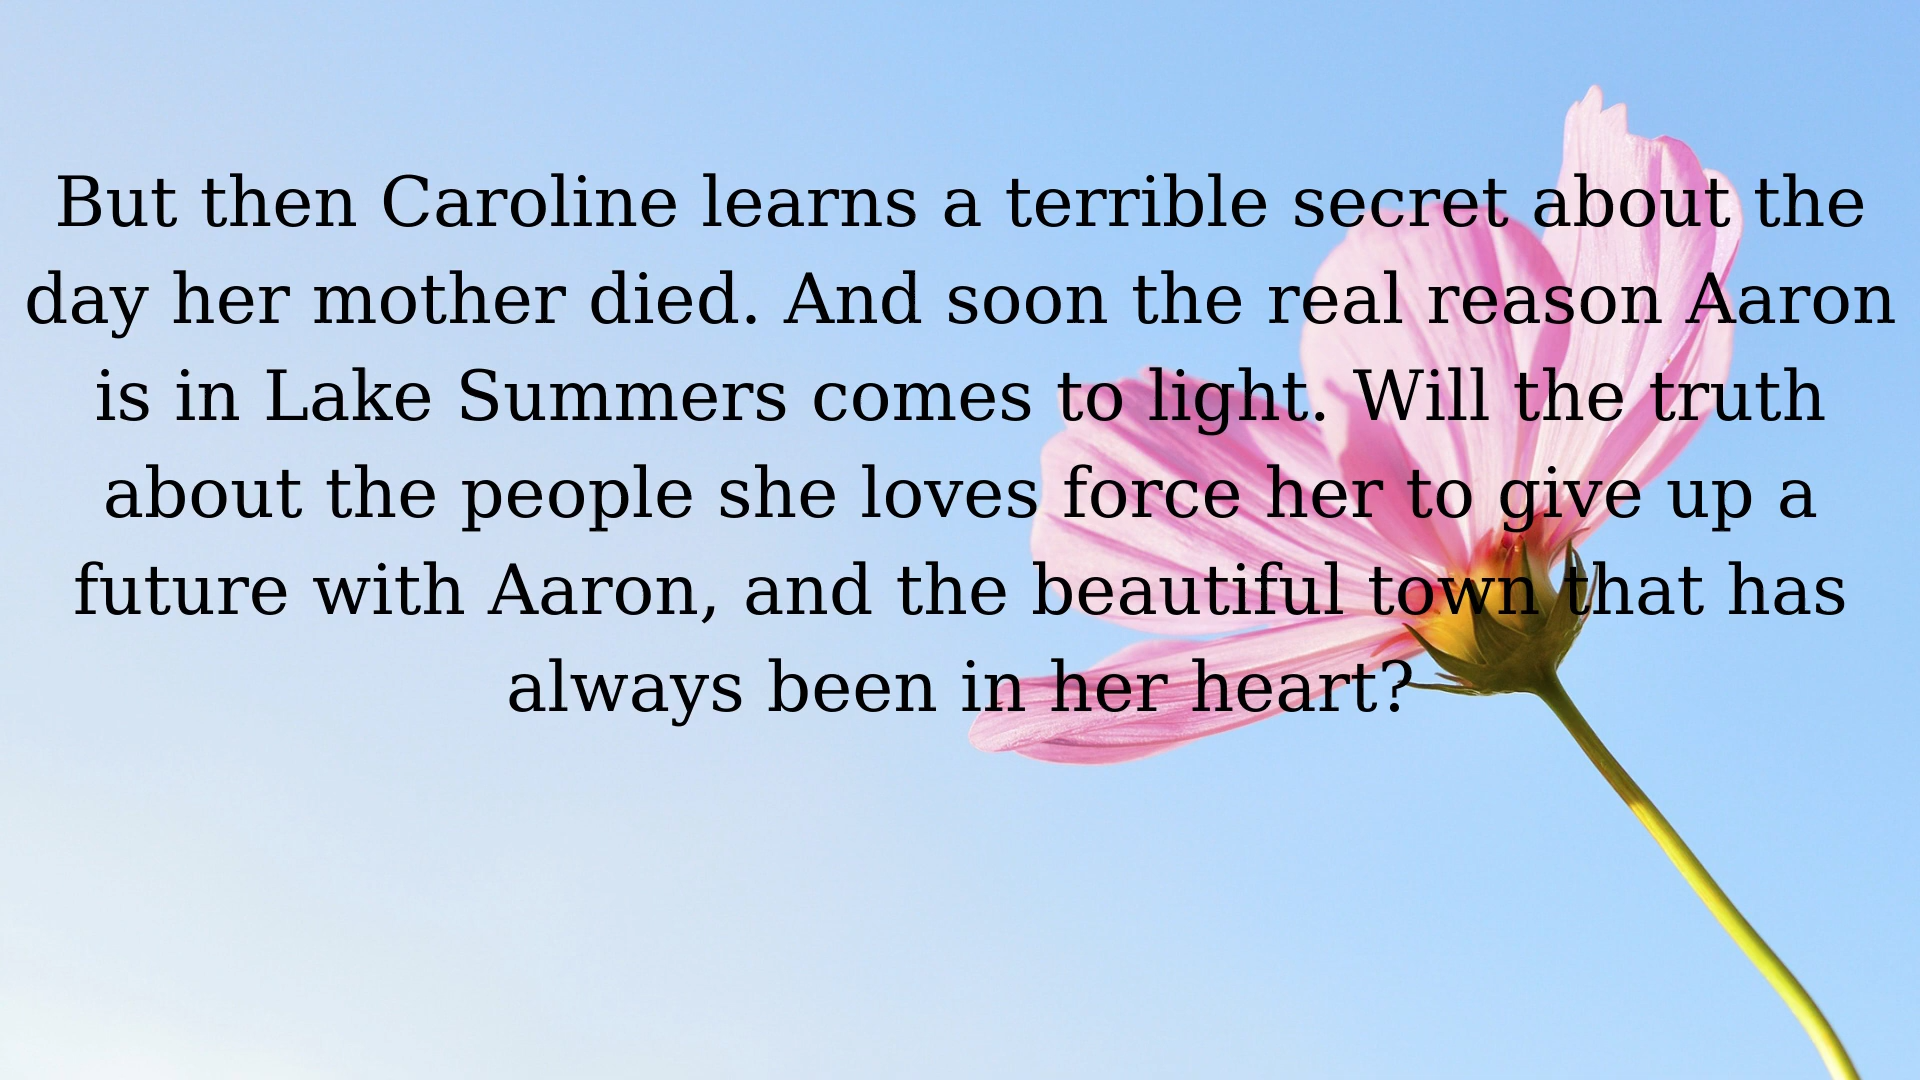 But then Caroline learns a terrible secret about the
day her mother died. And soon the real reason Aaron
is in Lake Summers comes to light. Will the truth
about the people she loves force her to give up a
future with Aaron, and the beautiful town that has
always been in her heart?